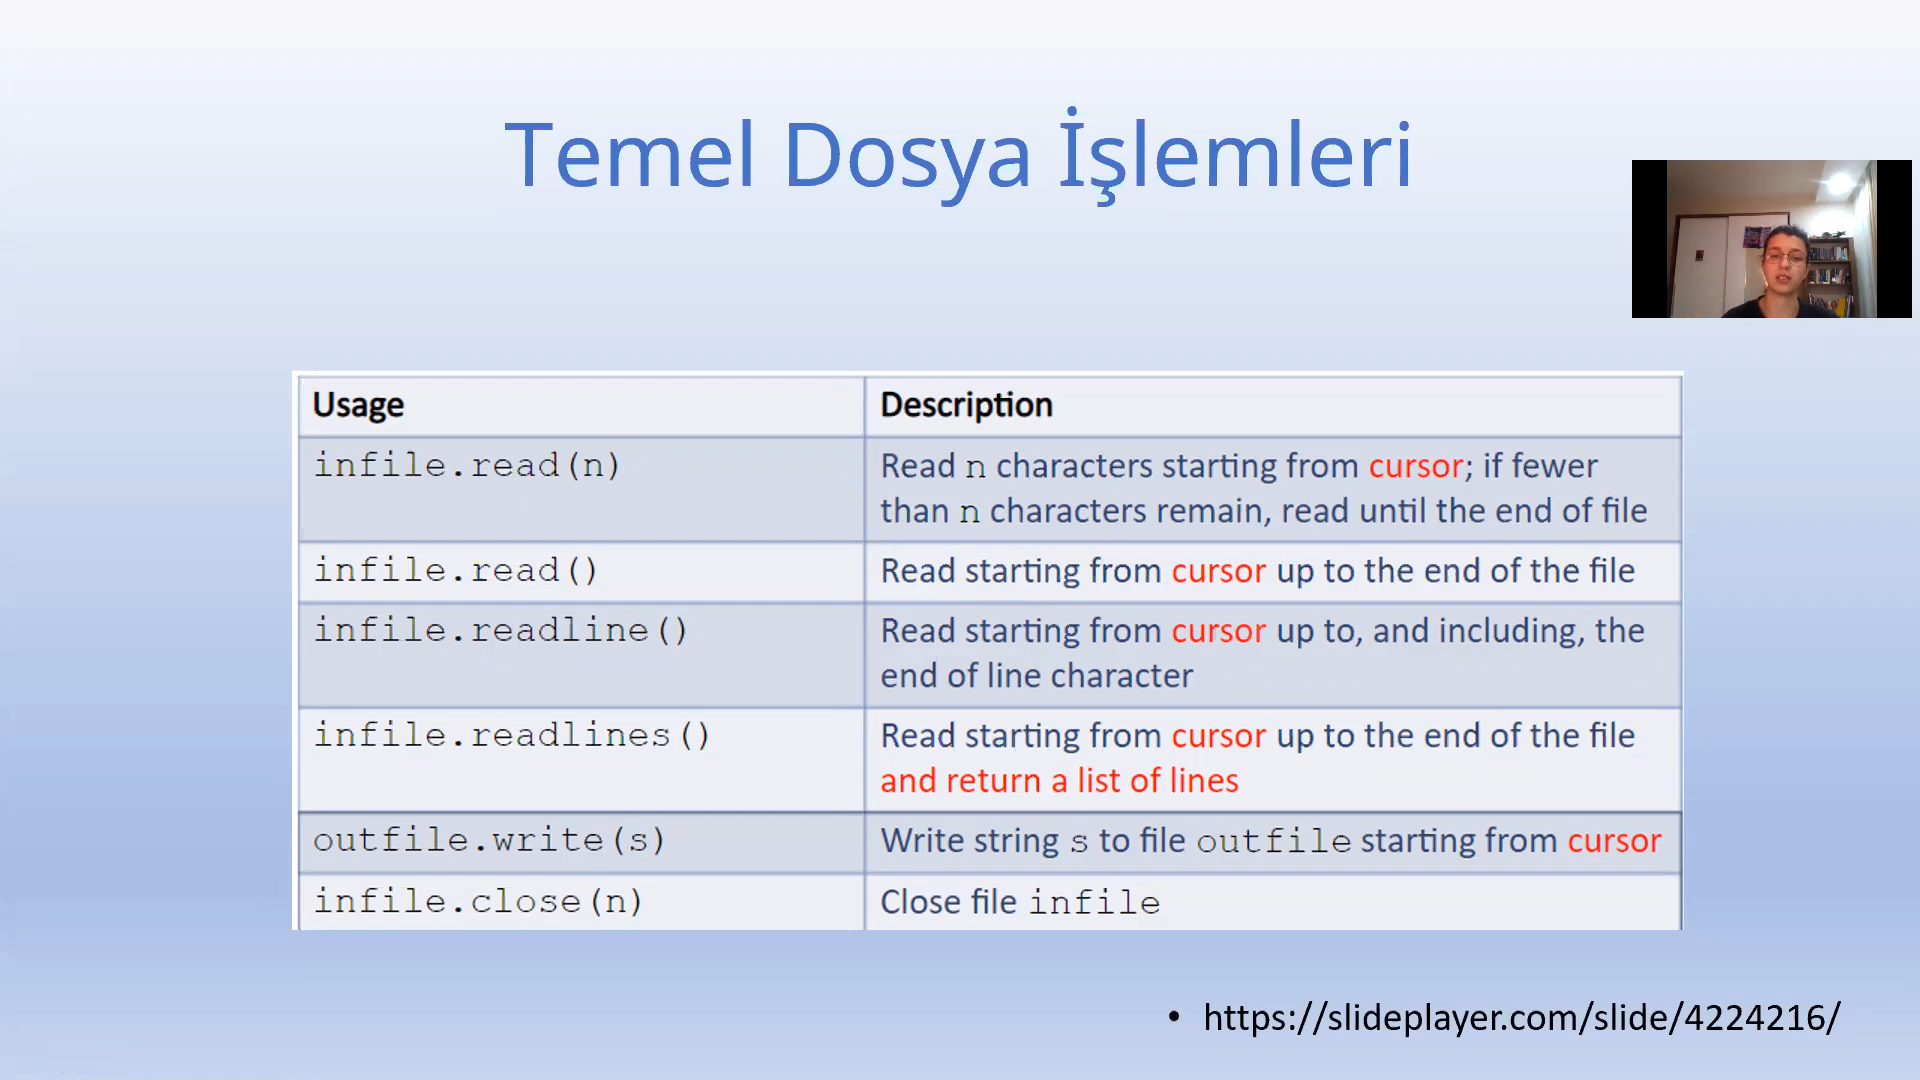 Temel Dosya İşlemleri
Usage
Description
infile.read(n)
Read n characters starting from cursor; if fewer
than n characters remain, read until the end of file
infile.read()
Read starting from cursor up to the end of the file
infile.readline()
Read starting from cursor up to, and including, the
end of line character
infile.readlines()
Read starting from cursor up to the end of the file
and return a list of lines
outfile.write(s)
Write string s to file outfile starting from cursor
infile.close(n)
Close file infile
• https://slideplayer.com/slide/4224216/